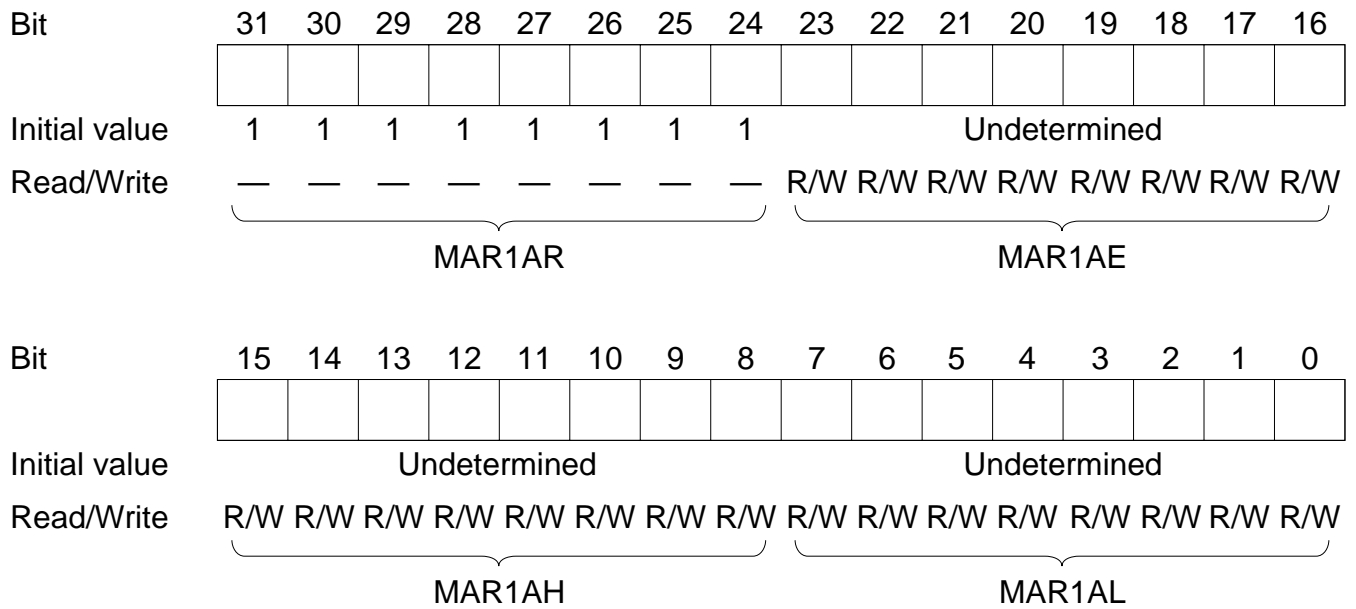 Bit 31 30 29 28 27 26 25 24 23 22 21 20 19 18 17 16
Initial value 1 1 1 1 1 1 1 1 Undetermined
Read/Write — — — — — — — — R/W R/W R/W R/W R/W R/W R/W R/W
MAR1AR MAR1AE
Bit 15 14 13 12 11 10 9 8 7 6 5 4 3 2 1 0
Initial value Undetermined Undetermined
Read/Write R/W R/W R/W R/W R/W R/W R/W R/W R/W R/W R/W R/W R/W R/W R/W R/W
MAR1AH MAR1AL